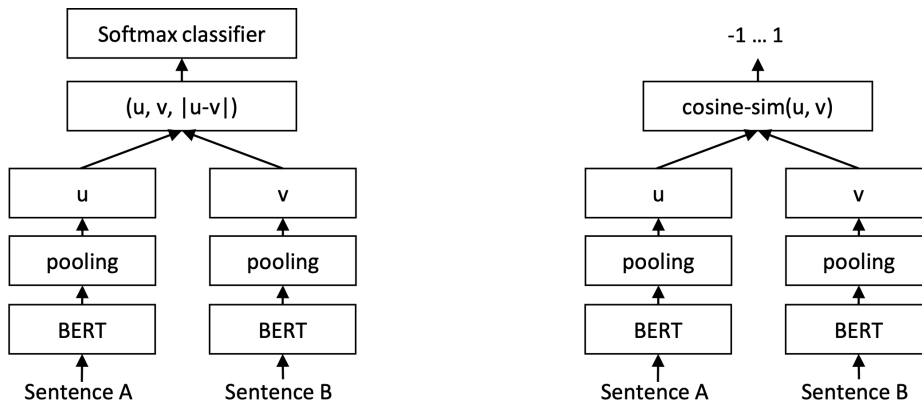 Softmax classifier
(u, v, |u-v|)
u
v
pooling
pooling
BERT
BERT
Sentence A
Sentence B
-1 … 1
cosine-sim(u, v)
u
v
pooling
pooling
BERT
BERT
Sentence A
Sentence B